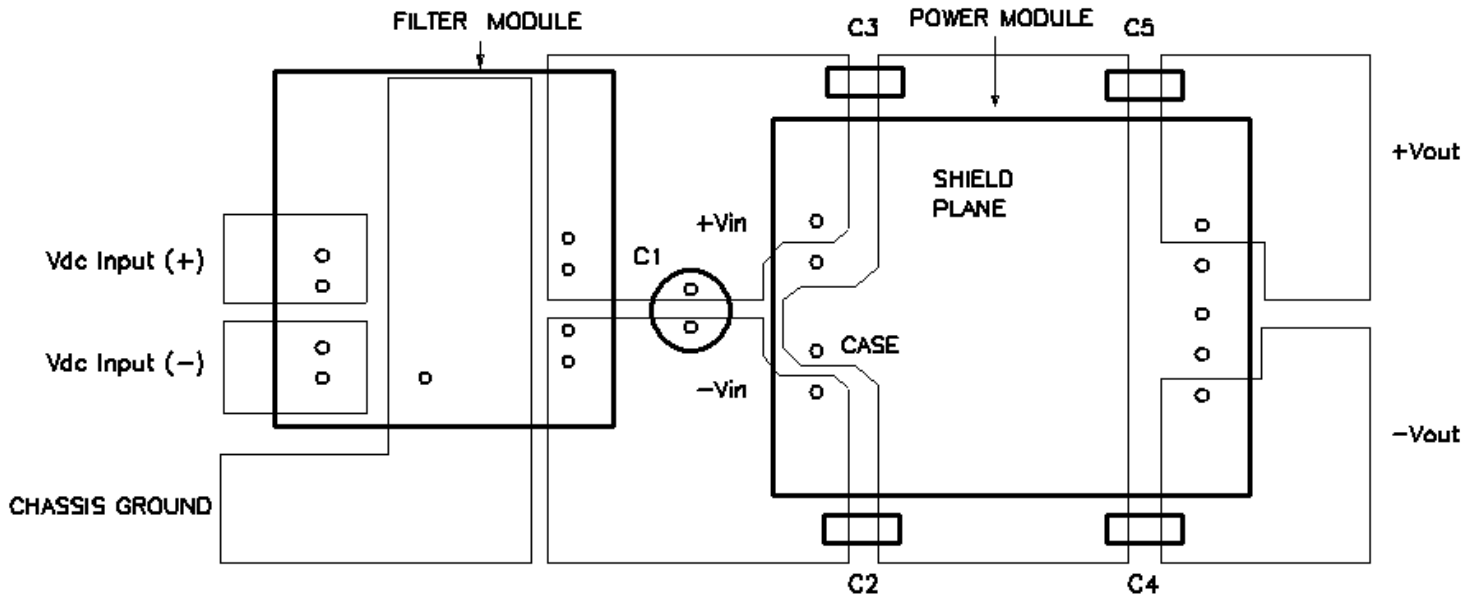 FILTER MODULE
C3
POWER MODULE
C5
+Vout
SHIELD
PLANE
+Vin
C1
Vdc Input (+)
CASE
Vdc Input (-)
-Vin
-Vout
CHASSIS GROUND
C2
C4